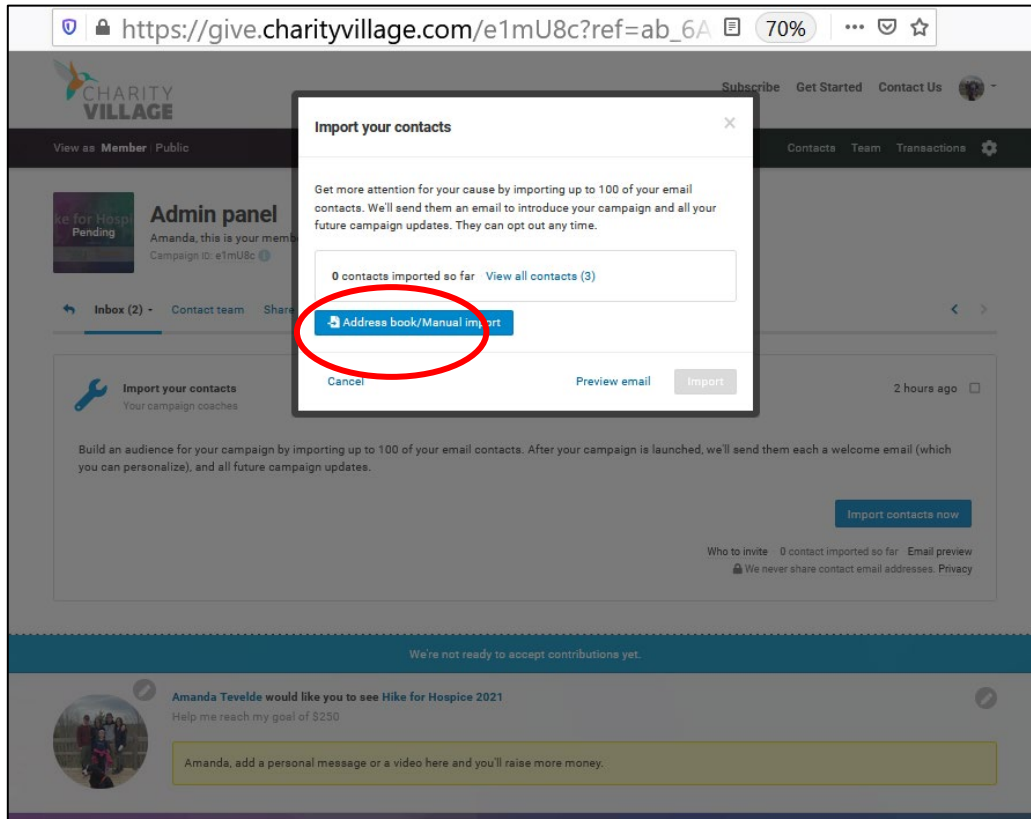 https://give.charityvillage.com/e1mU8c?ref=ab_6A 70%
CHARITY
VILLAGE
Subscribe Get Started Contact Us
View as Member Public
Contacts Team Transactions
Import your contacts
Get more attention for your cause by importing up to 100 of your email
contacts. We'll send them an email to introduce your campaign and all your
future campaign updates. They can opt out any time.
0 contacts imported so far View all contacts (3)
Address book/Manual import
Cancel Preview email Import
ke for Hospi
Pending
Admin panel
Amanda, this is your memb
Campaign ID: e1mU8c
Inbox (2) Contact team Share
Import your contacts
Your campaign coaches
2 hours ago
Build an audience for your campaign by importing up to 100 of your email contacts. After your campaign is launched, we'll send them each a welcome email (which
you can personalize), and all future campaign updates.
Import contacts now
Who to invite 0 contact imported so far Email preview
We never share contact email addresses. Privacy
We're not ready to accept contributions yet.
Amanda Tevelde would like you to see Hike for Hospice 2021
Help me reach my goal of $250
Amanda, add a personal message or a video here and you'll raise more money.